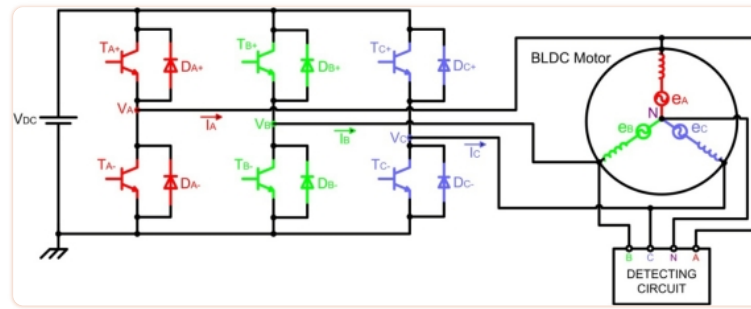 TA+
DA+
TB+
DB+
TC+
DC+
BLDC Motor
eA
N
eB
eC
VDC
VA
IA
VB
IB
VC
IC
TA-
DA-
TB-
DB-
TC-
DC-
B C N A
DETECTING
CIRCUIT